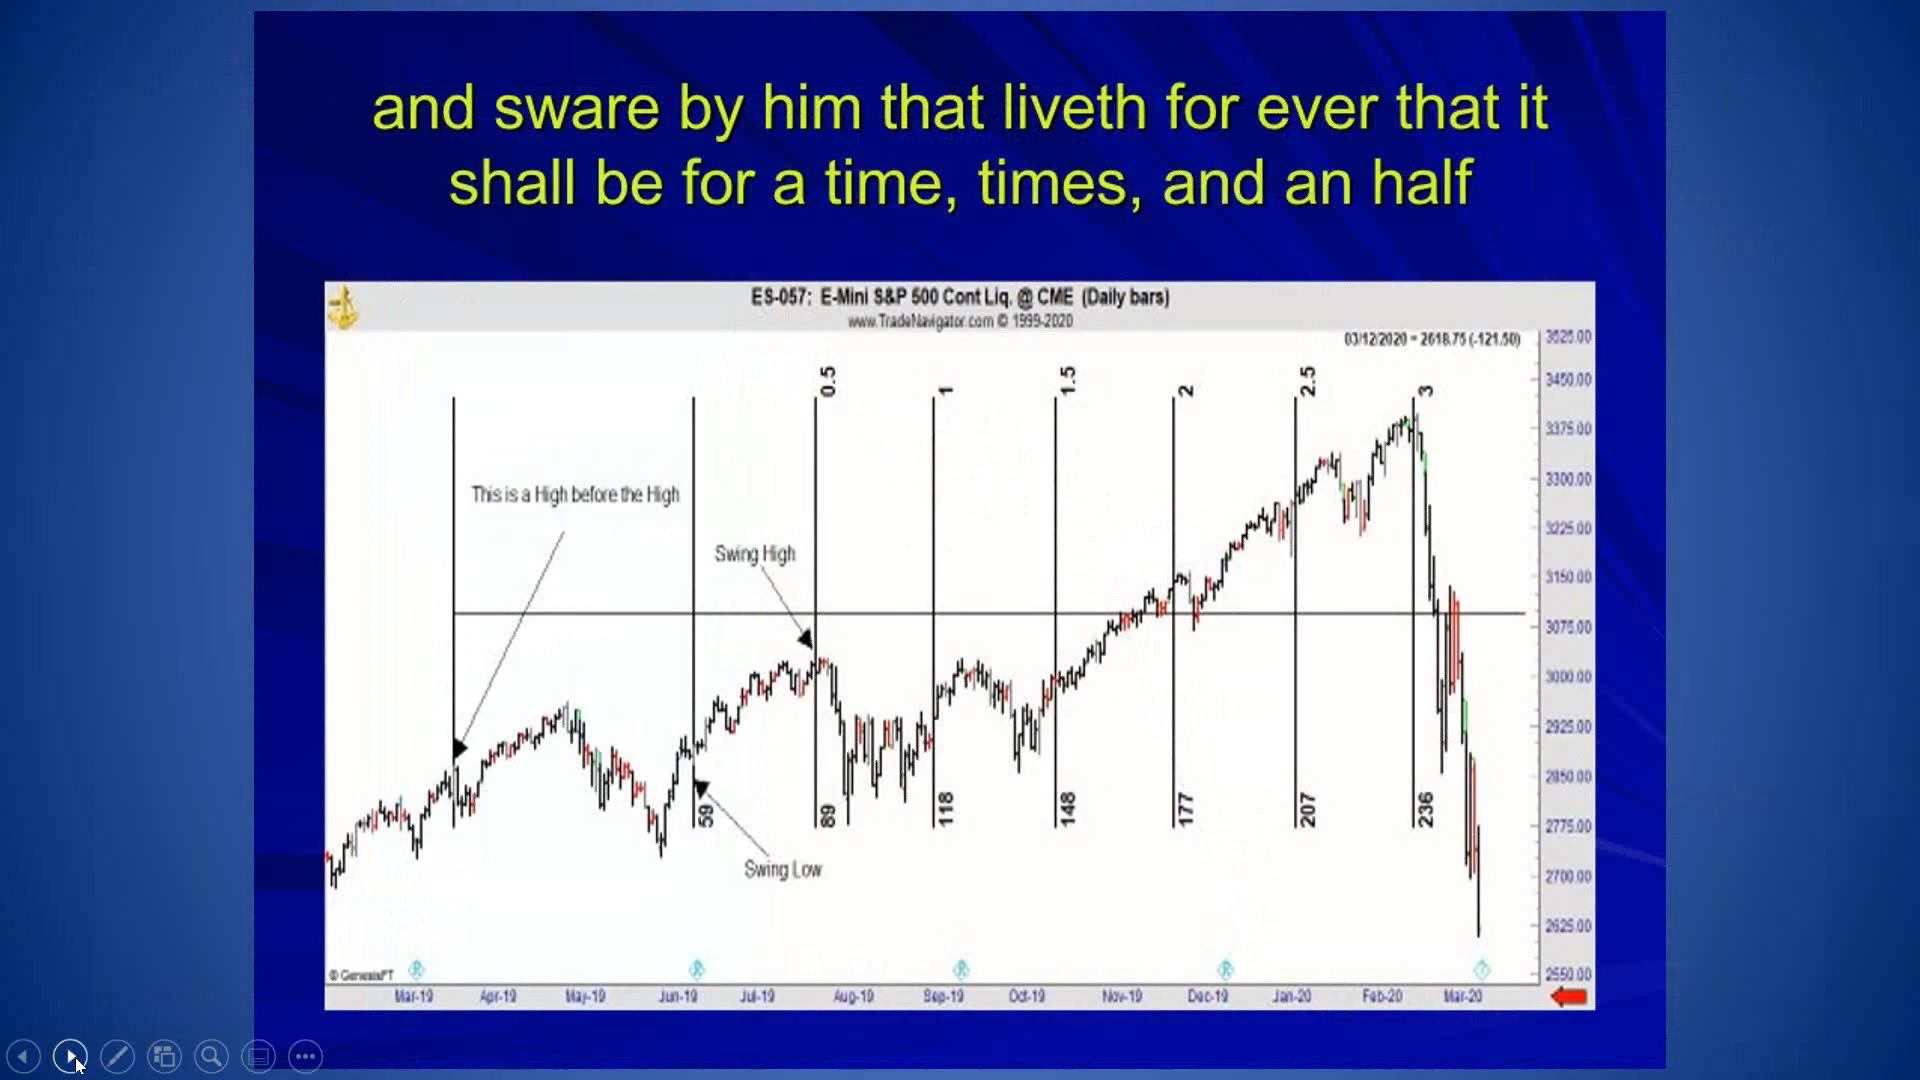 and sware by him that liveth for ever that it
shall be for a time, times, and an half
ES-057: E-Mini S&P 500 Cont Liq. @ CME (Daily bars)
www.TradeNavigator.com © 1999-2020
03/12/2020 = 2618.75 (-121.50)
3525.00
3450.00
3375.00
3300.00
3225.00
3150.00
3075.00
3000.00
2925.00
2850.00
2775.00
2700.00
2625.00
2550.00
0.5
1
1.5
2
2.5
3
This is a High before the High
Swing High
Swing Low
59
89
118
148
177
207
236
© GenesisFT
Mar-19 Apr-19 May-19 Jun-19 Jul-19 Aug-19 Sep-19 Oct-19 Nov-19 Dec-19 Jan-20 Feb-20 Mar-20